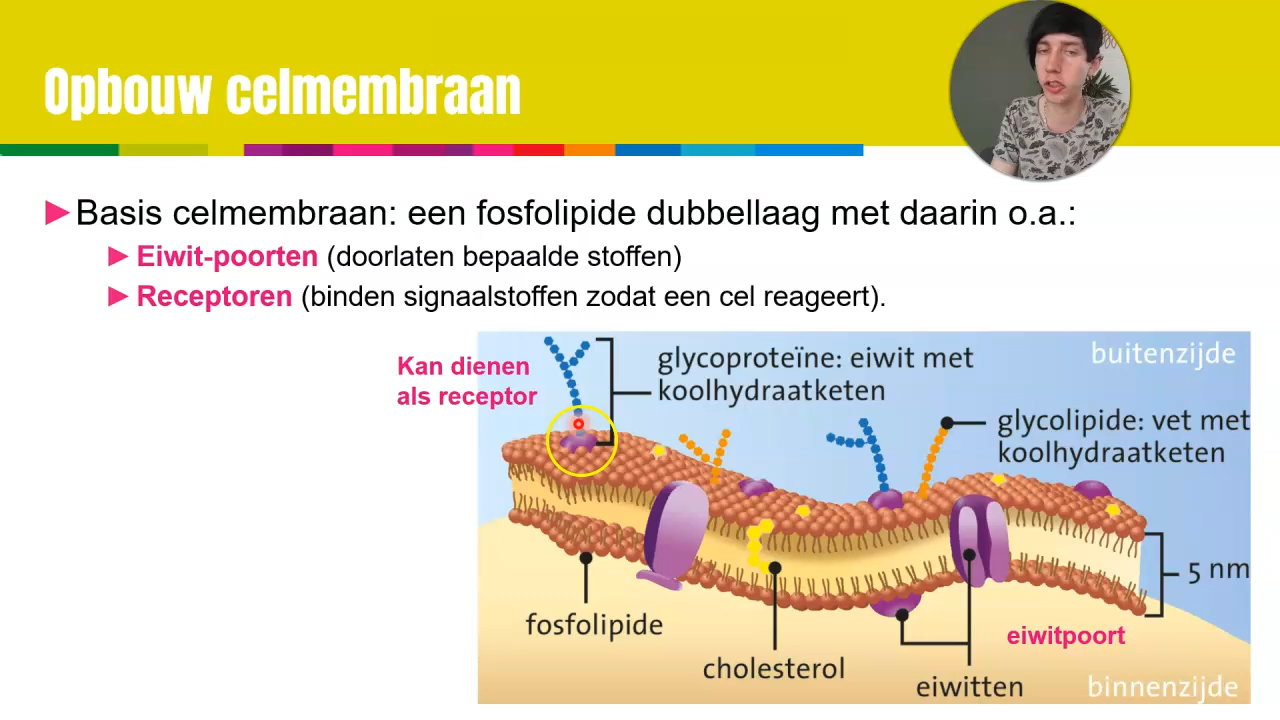 Opbouw celmembraan
Basis celmembraan: een fosfolipide dubbellaag met daarin o.a.:
Eiwit-poorten (doorlaten bepaalde stoffen)
Receptoren (binden signaalstoffen zodat een cel reageert).
Kan dienen
als receptor
glycoproteïne: eiwit met
koolhydraatketen
buitenzijde
glycolipide: vet met
koolhydraatketen
5 nm
fosfolipide
cholesterol
eiwitten
eiwitpoort
binnenzijde